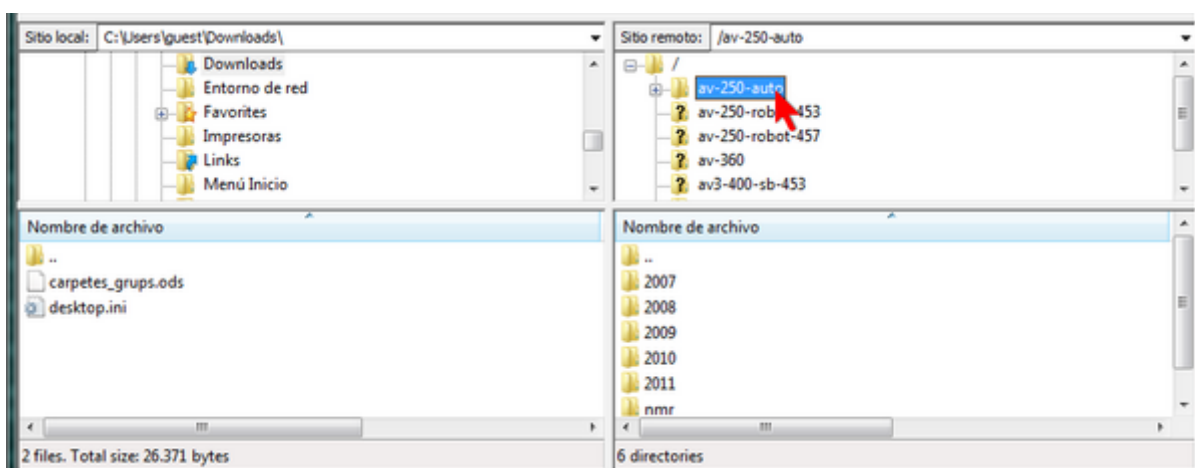 Sitio local: C:\Users\guest\Downloads\
Downloads
Entorno de red
Favorites
Impresoras
Links
Menú Inicio
Nombre de archivo
..
carpetes_grups.ods
desktop.ini
2 files. Total size: 26.371 bytes
Sitio remoto: /av-250-auto
/
av-250-auto
av-250-robot-453
av-250-robot-457
av-360
av3-400-sb-453
Nombre de archivo
..
2007
2008
2009
2010
2011
nmr
6 directories